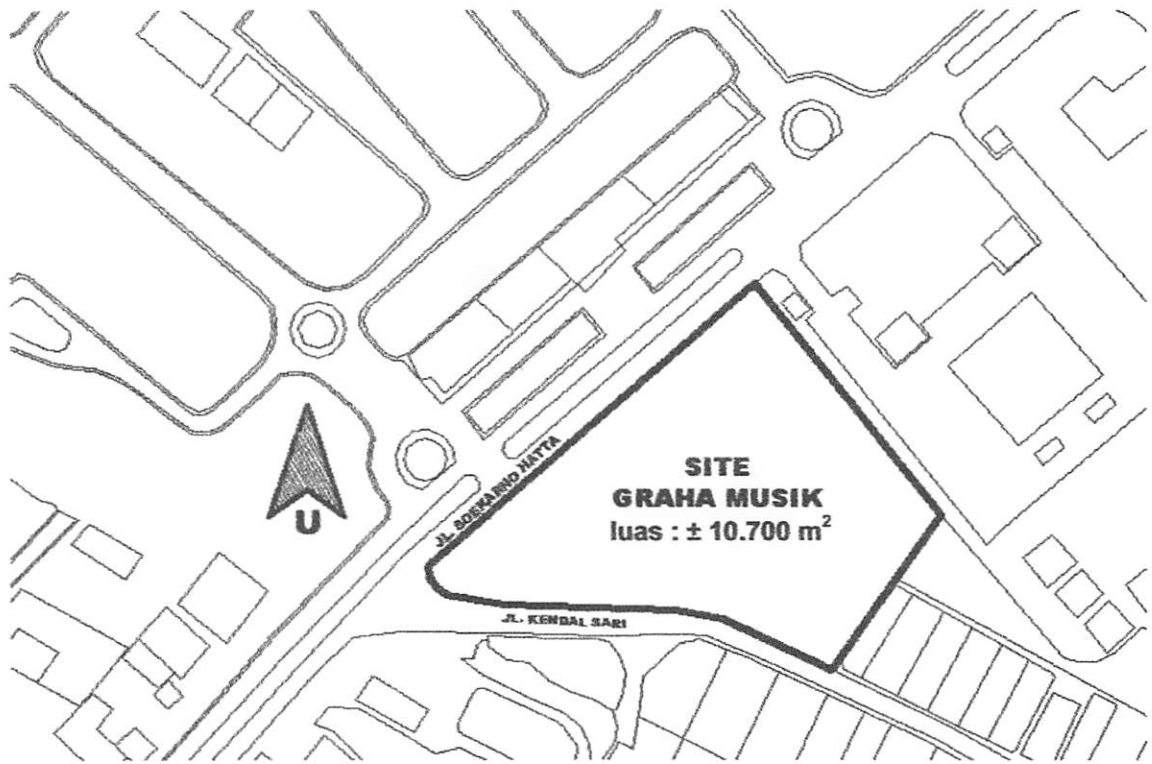 SITE
GRAHA MUSIK
luas : ± 10.700 m²
JL. SOEKARNO HATTA
U
JL. KENDAL SARI